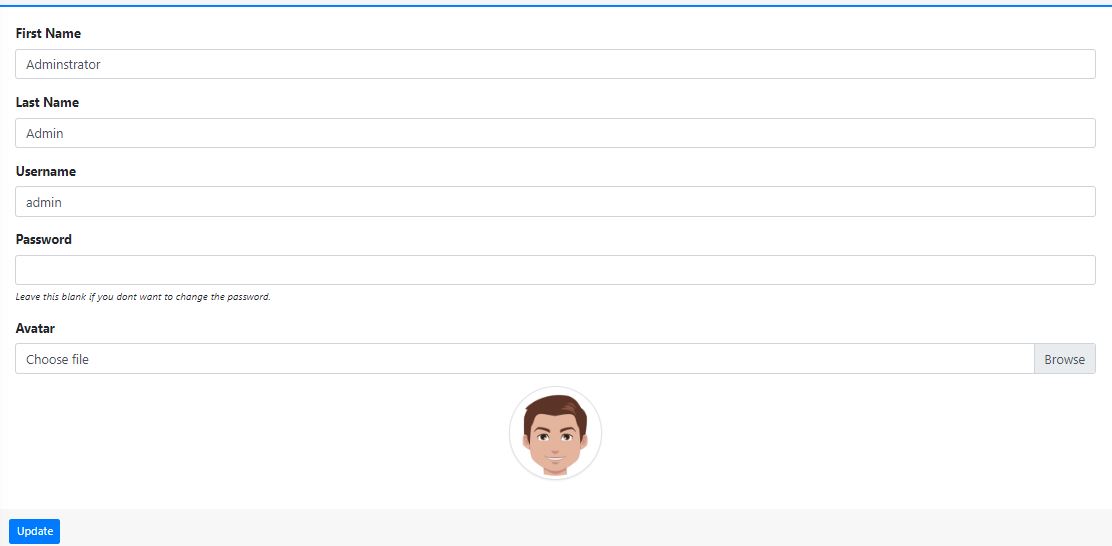 First Name
Adminstrator
Last Name
Admin
Username
admin
Password
Leave this blank if you dont want to change the password.
Avatar
Choose file Browse
Update